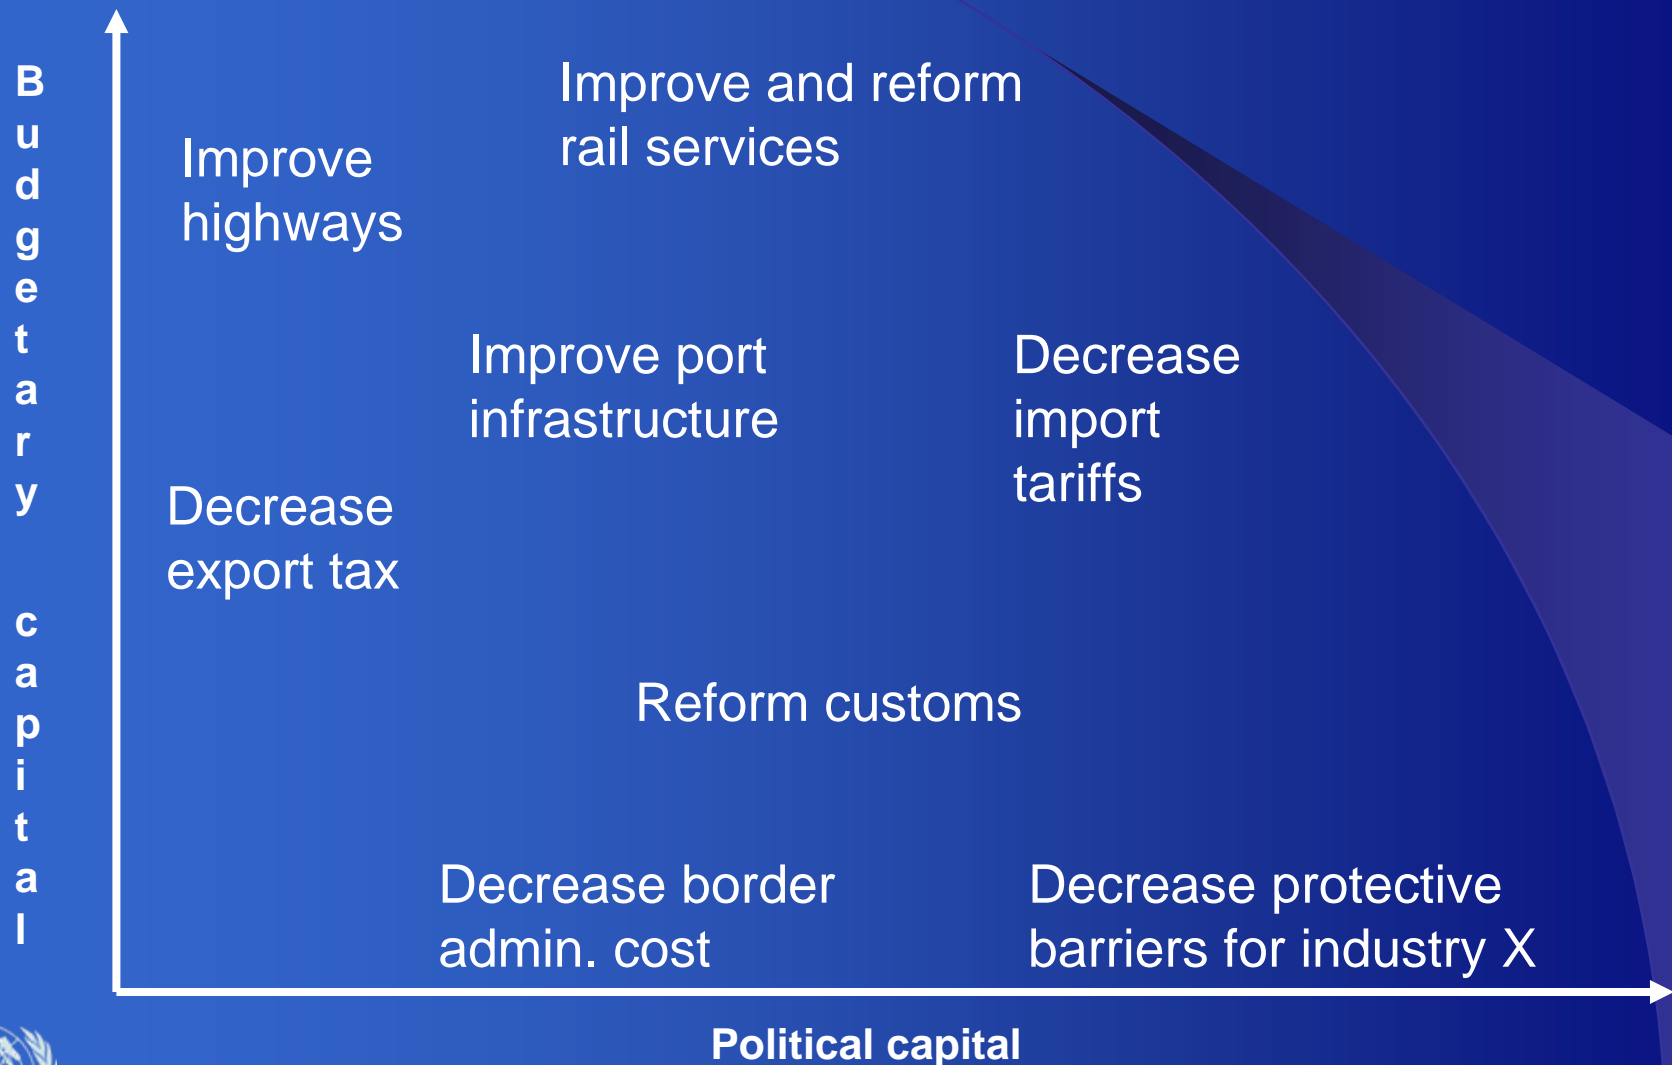 Budgetary capital
Improve and reform
rail services
Improve
highways
Improve port
infrastructure
Decrease
import
tariffs
Decrease
export tax
Reform customs
Decrease border
admin. cost
Decrease protective
barriers for industry X
Political capital